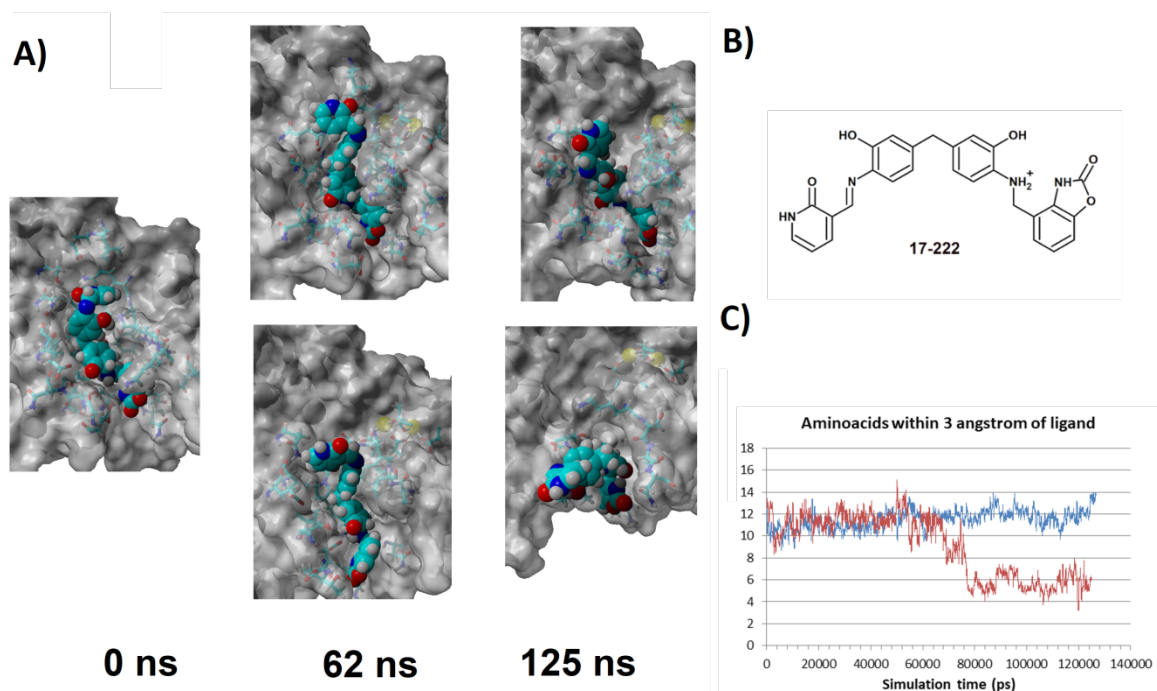 A)
0 ns
62 ns
125 ns
B)
HO
OH
O
N
NH2
+
HN
O
NH
O
17-222
C)
Aminoacids within 3 angstrom of ligand
18
16
14
12
10
8
6
4
2
0
0 20000 40000 60000 80000 100000 120000 140000
Simulation time (ps)